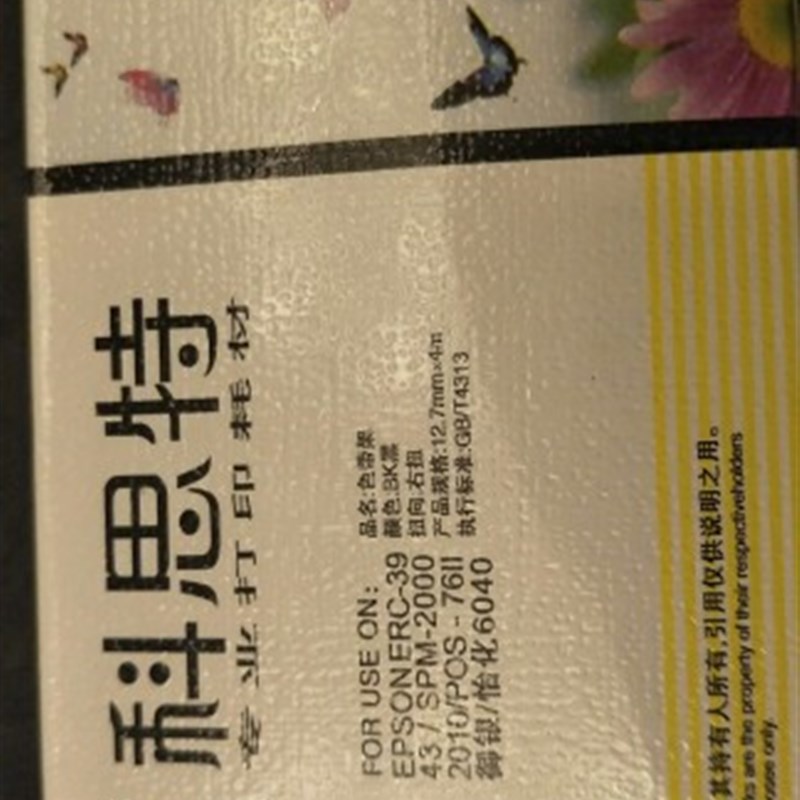 科思特
专业打印耗材
FOR USE ON:
EPSON ERC-39
43 / SPM-2000
2010/POS - 76II
御银/怡化6040
品名:色带架
颜色:BK黑
扭向:右扭
产品规格:12.7mm×4m
执行标准:GB/T4313
其持有人所有,引用仅供说明之用。
are the property of their respectiveholders
only.